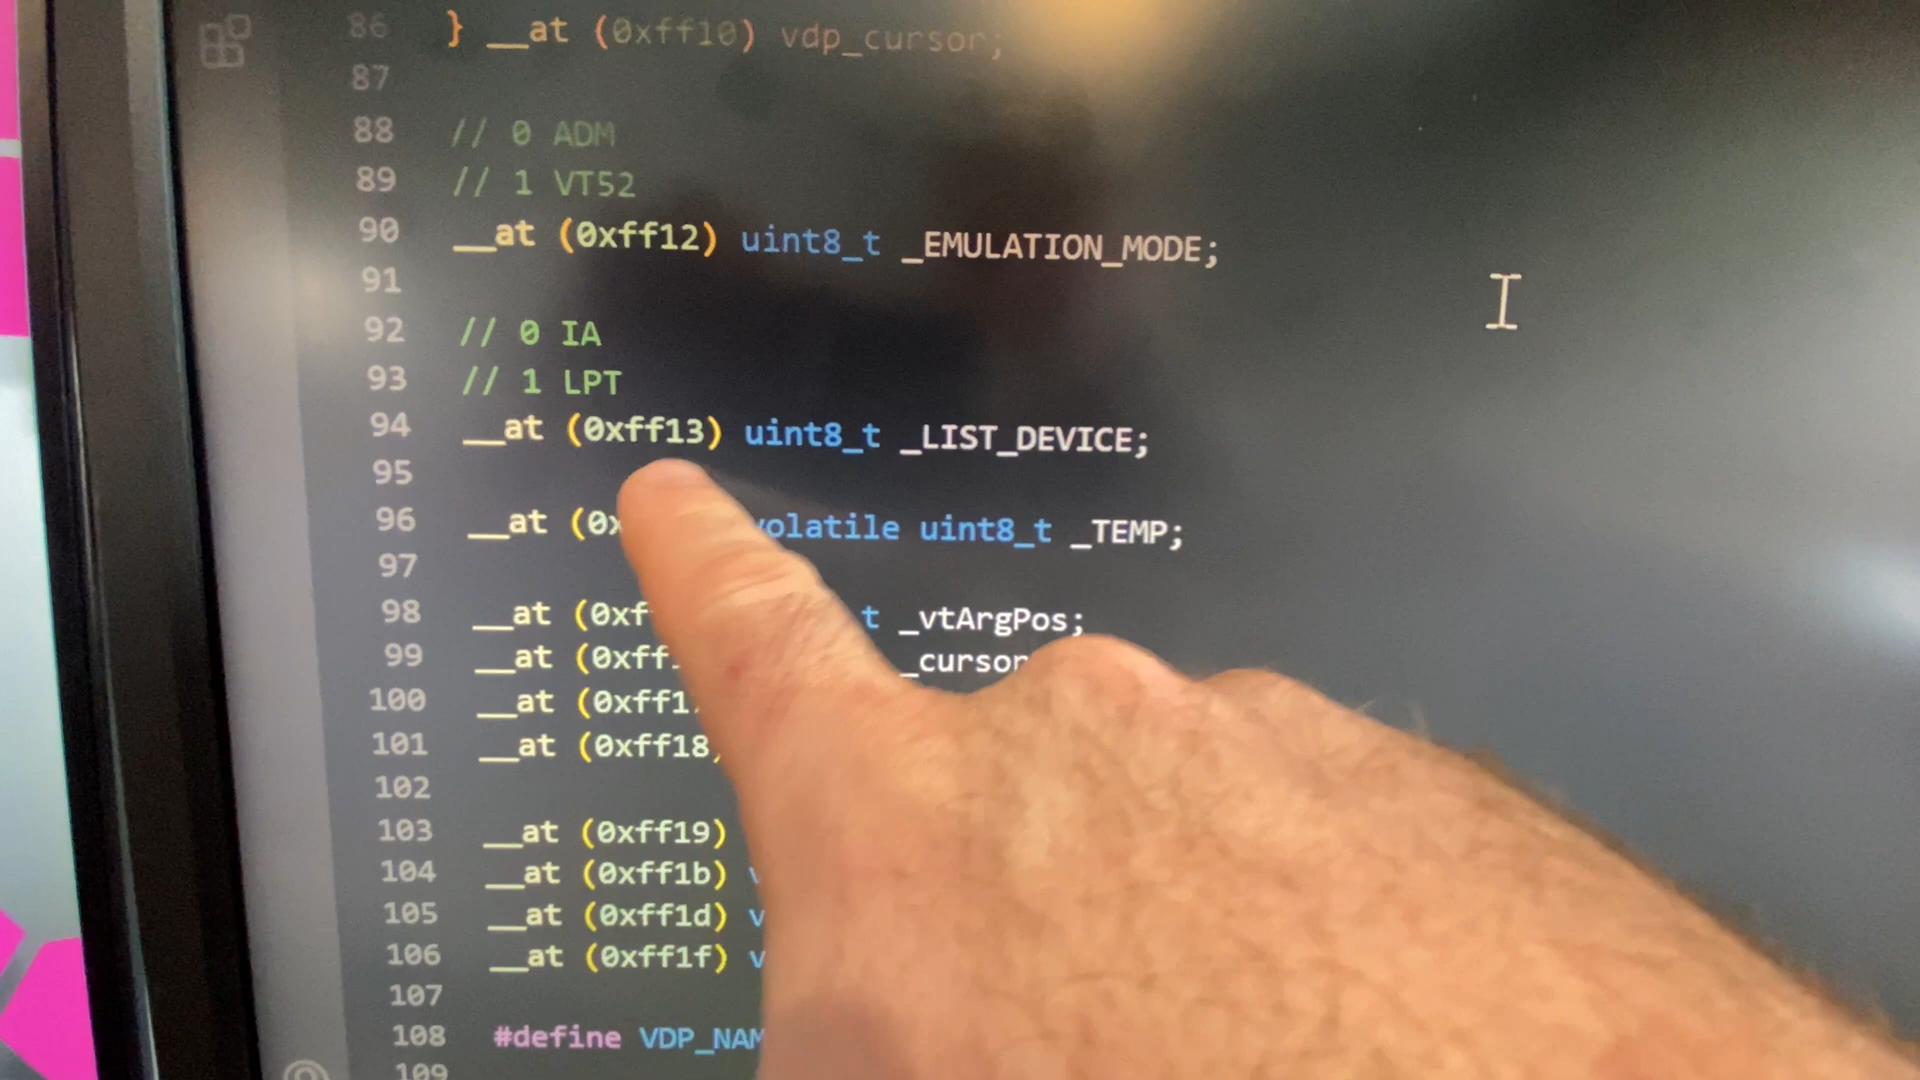 86 } __at (0xff10) vdp_cursor;
87
88 // 0 ADM
89 // 1 VT52
90 __at (0xff12) uint8_t _EMULATION_MODE;
91
92 // 0 IA
93 // 1 LPT
94 __at (0xff13) uint8_t _LIST_DEVICE;
95
96 __at (0x volatile uint8_t _TEMP;
97
98 __at (0xf t _vtArgPos;
99 __at (0xff _cursor
100 __at (0xff1
101 __at (0xff18)
102
103 __at (0xff19)
104 __at (0xff1b) v
105 __at (0xff1d) v
106 __at (0xff1f) v
107
108 #define VDP_NAM
109